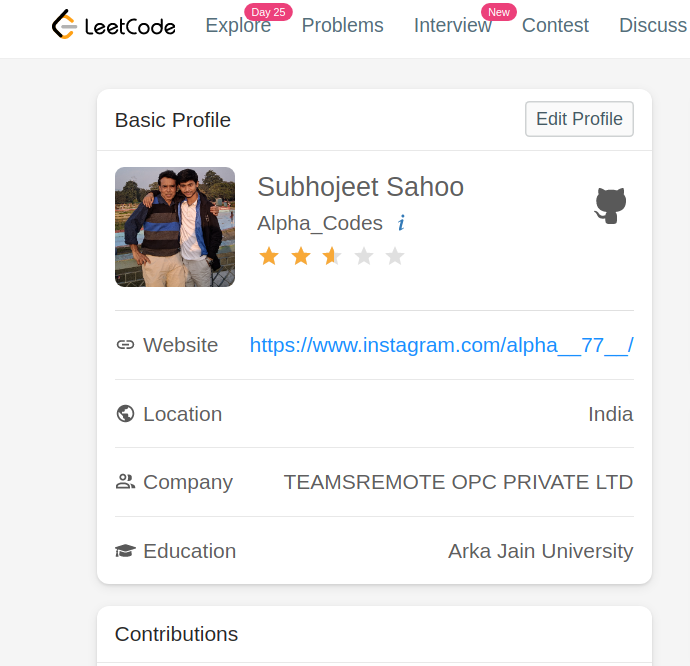 LeetCode Explore Day 25 Problems Interview New Contest Discuss
Basic Profile Edit Profile
Subhojeet Sahoo
Alpha_Codes i
Website https://www.instagram.com/alpha__77__/
Location India
Company TEAMSREMOTE OPC PRIVATE LTD
Education Arka Jain University
Contributions